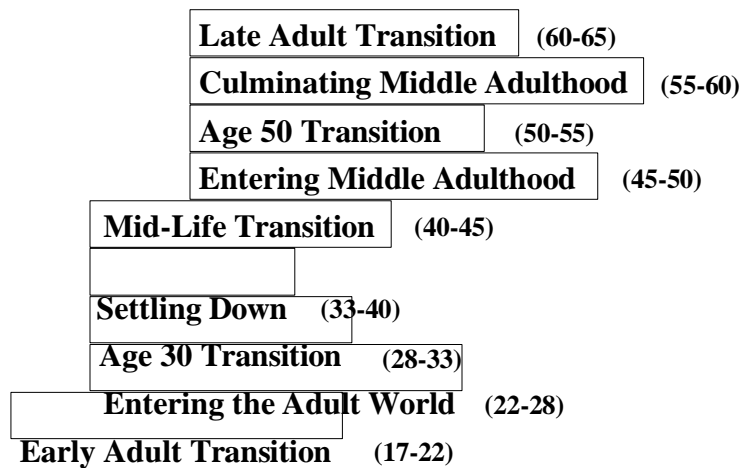 Late Adult Transition (60-65)
Culminating Middle Adulthood (55-60)
Age 50 Transition (50-55)
Entering Middle Adulthood (45-50)
Mid-Life Transition (40-45)
Settling Down (33-40)
Age 30 Transition (28-33)
Entering the Adult World (22-28)
Early Adult Transition (17-22)